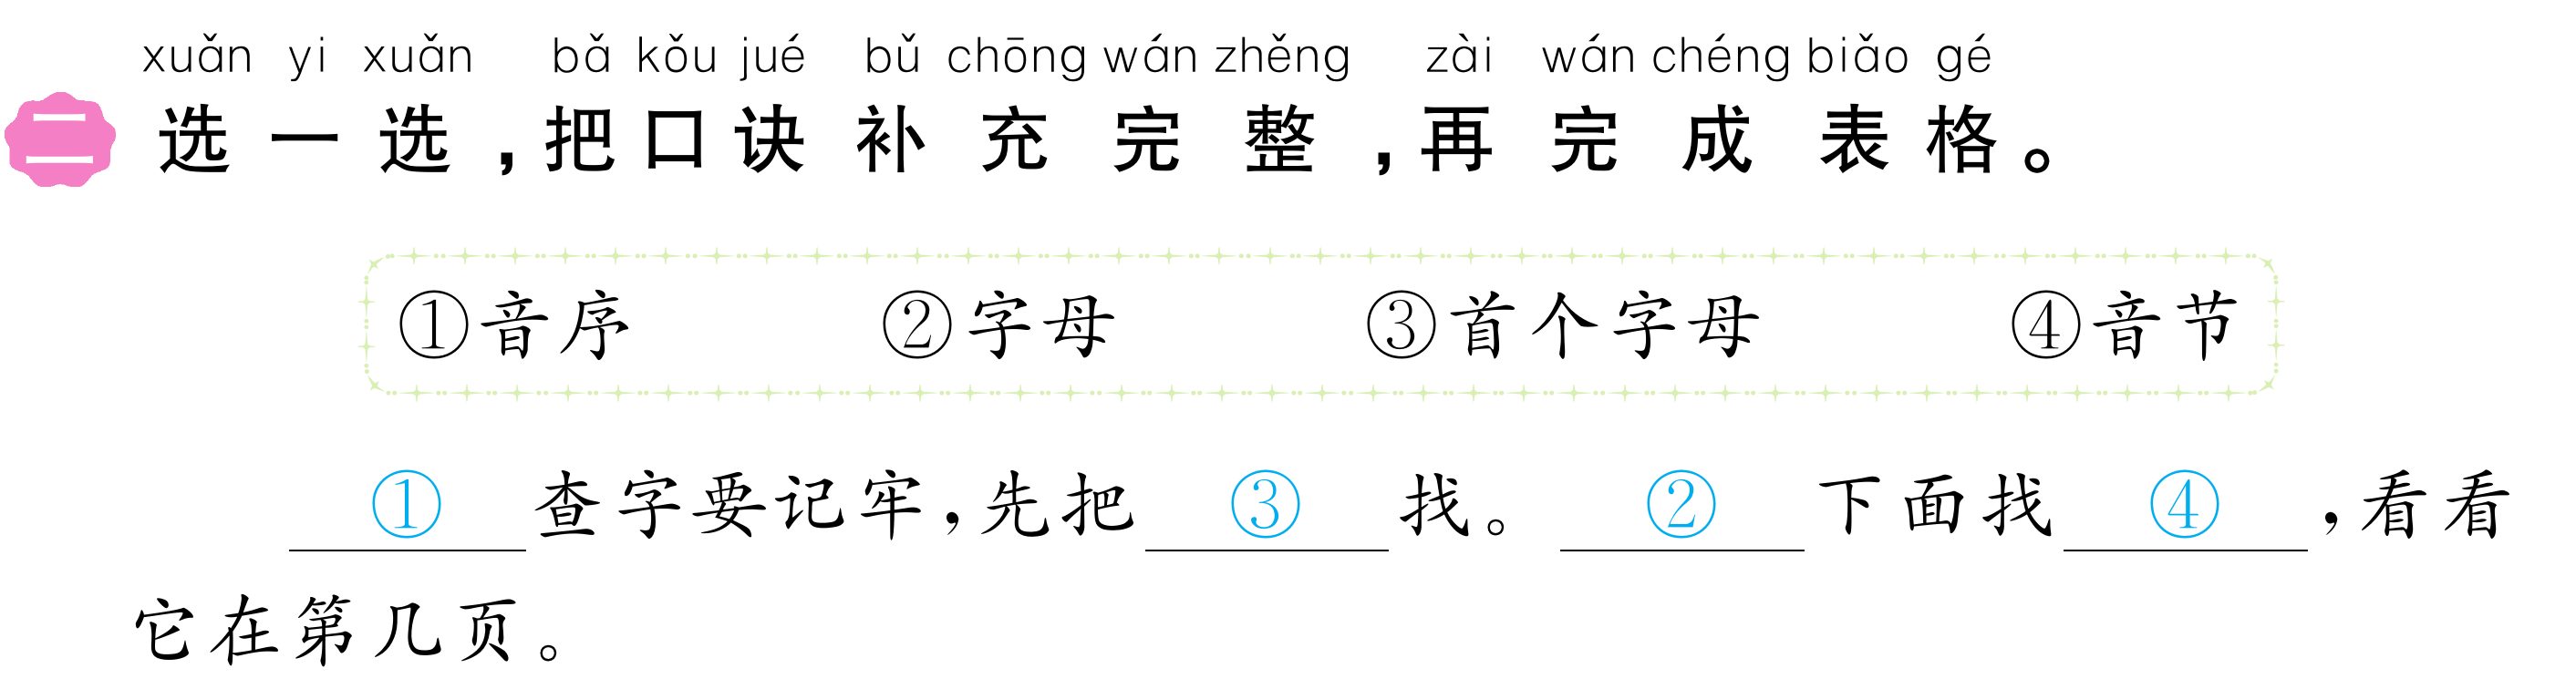 xuǎn yi xuǎn bǎ kǒu jué bǔ chōng wán zhěng zài wán chéng biǎo gé
二 选一选,把口诀补充完整,再完成表格。
①音序 ②字母 ③首个字母 ④音节
①查字要记牢,先把③找。②下面找④,看看
它在第几页。